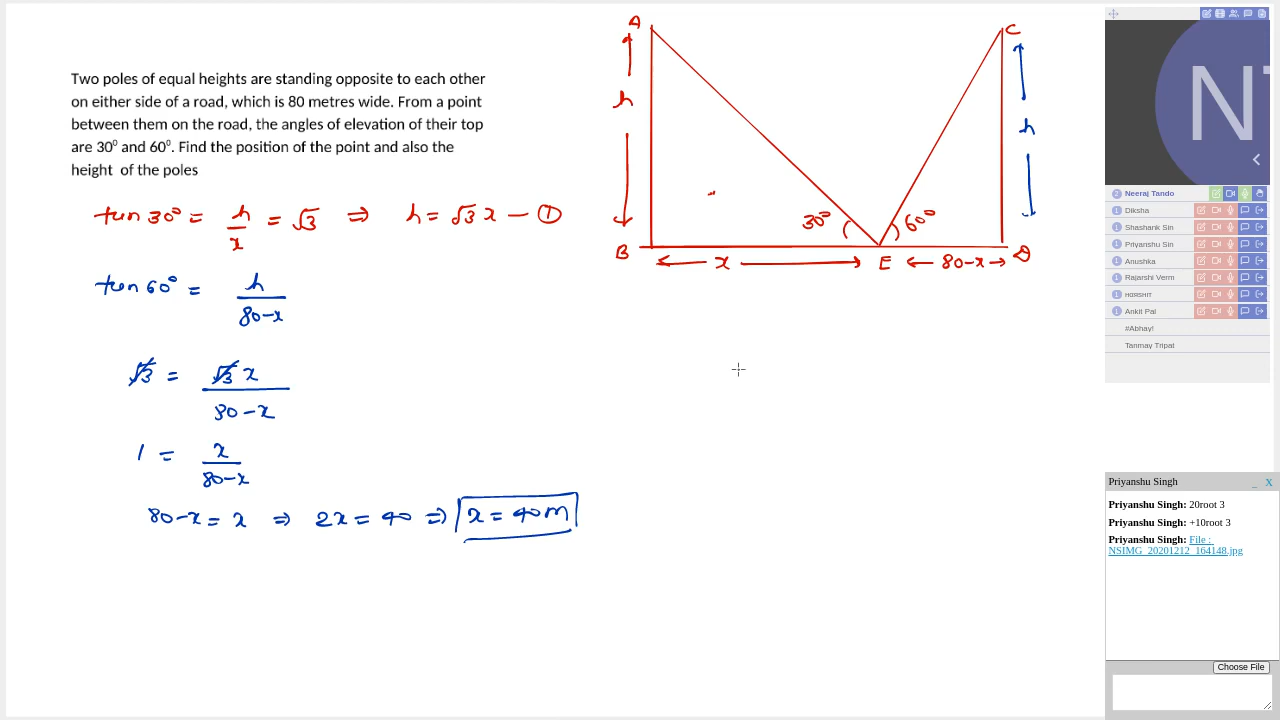 Two poles of equal heights are standing opposite to each other
on either side of a road, which is 80 metres wide. From a point
between them on the road, the angles of elevation of their top
are 30⁰ and 60⁰. Find the position of the point and also the
height of the poles
tan 30° = h/x = √3 ⇒ h = √3 x — ①
tan 60° = h/80-x
√3 = √3 x/80-x
1 = x/80-x
80-x = x ⇒ 2x = 40 ⇒ x = 40m
A
C
h
h
30°
60°
B
x
E
80-x
D
NT
Neeraj Tando
Diksha
Shashank Sin
Priyanshu Sin
Anushka
Rajarshi Verm
HARSHIT
Ankit Pal
#Abhay!
Tanmay Tripat
Priyanshu Singh
_ X
Priyanshu Singh: 20root 3
Priyanshu Singh: +10root 3
Priyanshu Singh: File :
NSIMG_20201212_164148.jpg
Choose File